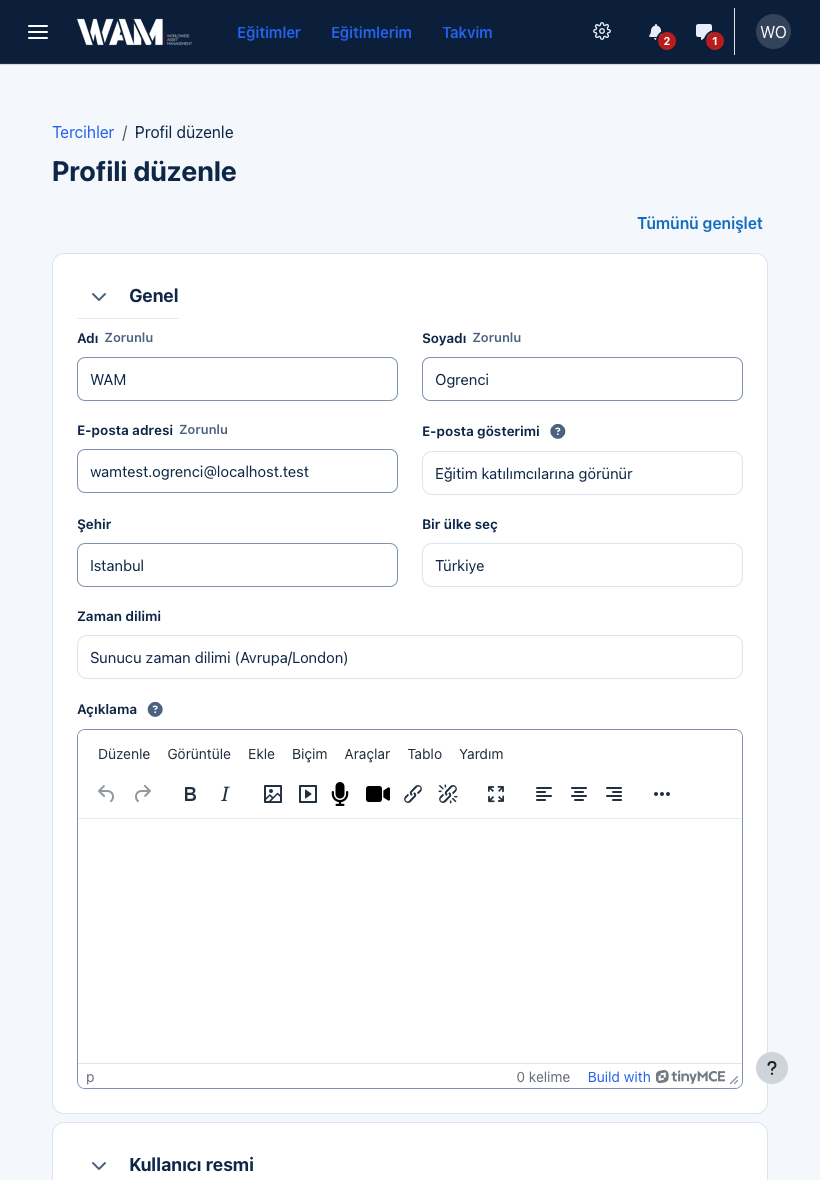 WAM WORLDWIDE ASSET MANAGEMENT
Eğitimler Eğitimlerim Takvim 2 1 WO
Tercihler / Profil düzenle
Profili düzenle
Tümünü genişlet
Genel
Adı Zorunlu
WAM
Soyadı Zorunlu
Ogrenci
E-posta adresi Zorunlu
wamtest.ogrenci@localhost.test
E-posta gösterimi ?
Eğitim katılımcılarına görünür
Şehir
Istanbul
Bir ülke seç
Türkiye
Zaman dilimi
Sunucu zaman dilimi (Avrupa/London)
Açıklama ?
Düzenle Görüntüle Ekle Biçim Araçlar Tablo Yardım
B I
p 0 kelime Build with tinyMCE
?
Kullanıcı resmi